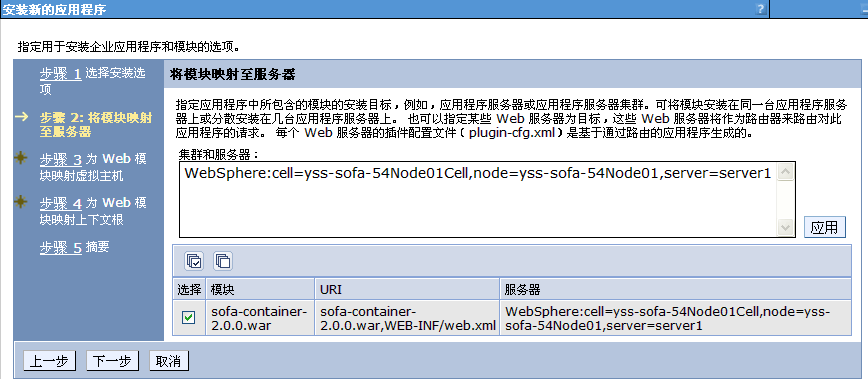 安装新的应用程序 ?
指定用于安装企业应用程序和模块的选项。
步骤 1 选择安装选
项
步骤 2: 将模块映射
至服务器
步骤 3 为 Web 模
块映射虚拟主机
步骤 4 为 Web 模
块映射上下文根
步骤 5 摘要
将模块映射至服务器
指定应用程序中所包含的模块的安装目标，例如，应用程序服务器或应用程序服务器集群。可将模块安装在同一台应用程序服务
器上或分散安装在几台应用程序服务器上。 也可以指定某些 Web 服务器为目标，这些 Web 服务器将作为路由器来路由对此
应用程序的请求。 每个 Web 服务器的插件配置文件（plugin-cfg.xml）是基于通过路由的应用程序生成的。
集群和服务器：
WebSphere:cell=yss-sofa-54Node01Cell,node=yss-sofa-54Node01,server=server1
应用
选择 模块 URI 服务器
sofa-container- sofa-container- WebSphere:cell=yss-sofa-54Node01Cell,node=yss-
2.0.0.war 2.0.0.war,WEB-INF/web.xml sofa-54Node01,server=server1
上一步 下一步 取消